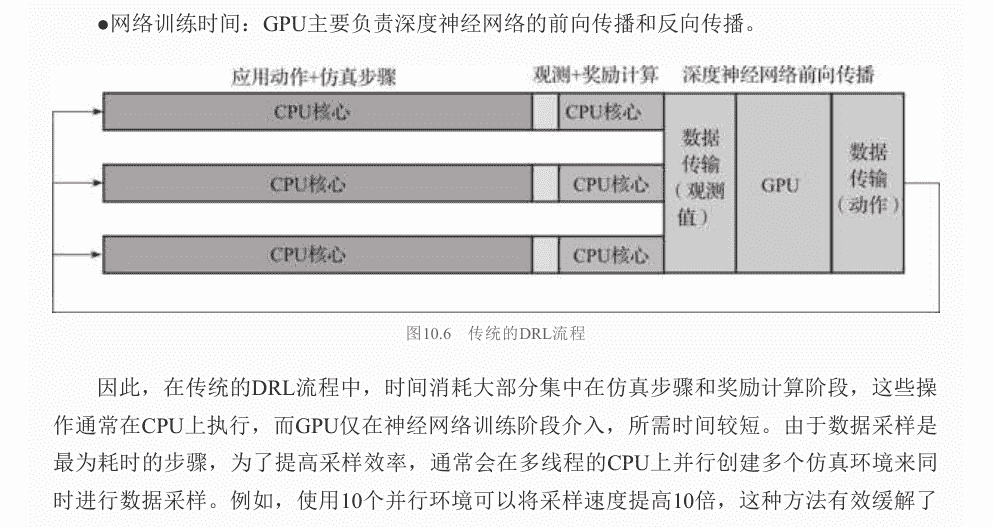 ●网络训练时间：GPU主要负责深度神经网络的前向传播和反向传播。
应用动作+仿真步骤 观测+奖励计算 深度神经网络前向传播
CPU核心 CPU核心
CPU核心 CPU核心
CPU核心 CPU核心
数据
传输
（观测
值）
GPU
数据
传输
（动作）
图10.6 传统的DRL流程
因此，在传统的DRL流程中，时间消耗大部分集中在仿真步骤和奖励计算阶段，这些操
作通常在CPU上执行，而GPU仅在神经网络训练阶段介入，所需时间较短。由于数据采样是
最为耗时的步骤，为了提高采样效率，通常会在多线程的CPU上并行创建多个仿真环境来同
时进行数据采样。例如，使用10个并行环境可以将采样速度提高10倍，这种方法有效缓解了